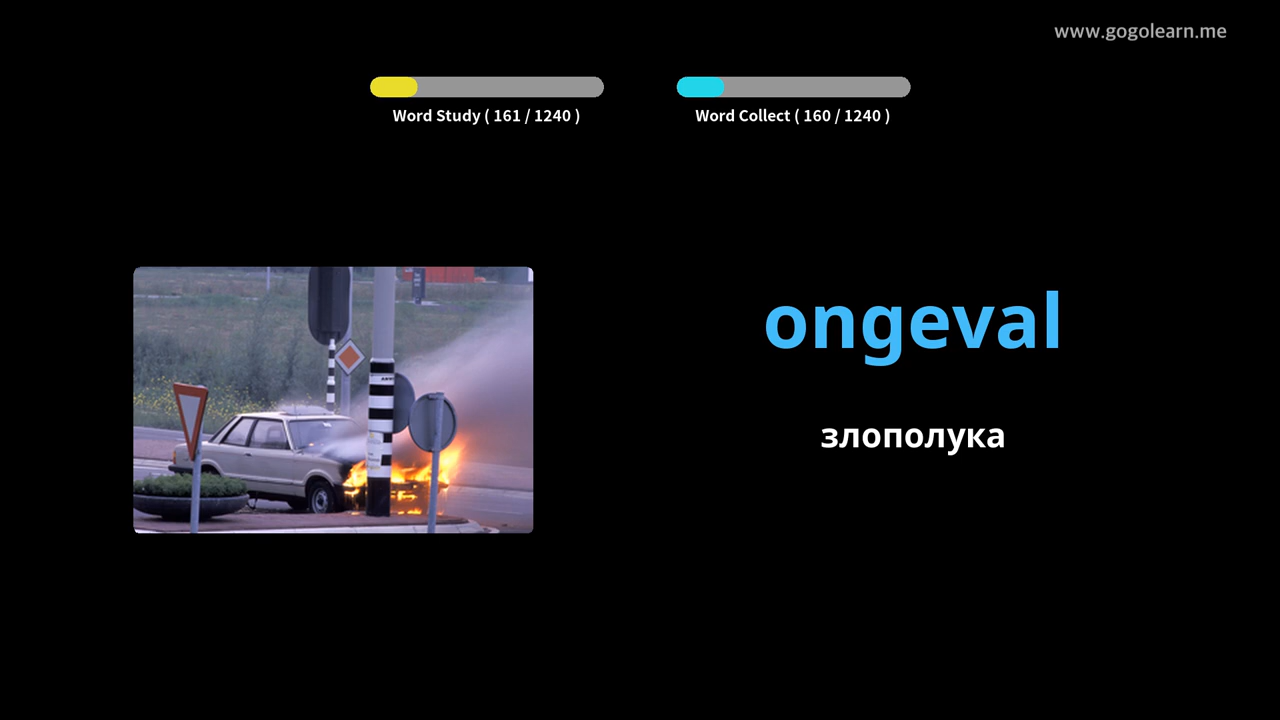 www.gogolearn.me
Word Study ( 161 / 1240 )
Word Collect ( 160 / 1240 )
ongeval
злополука